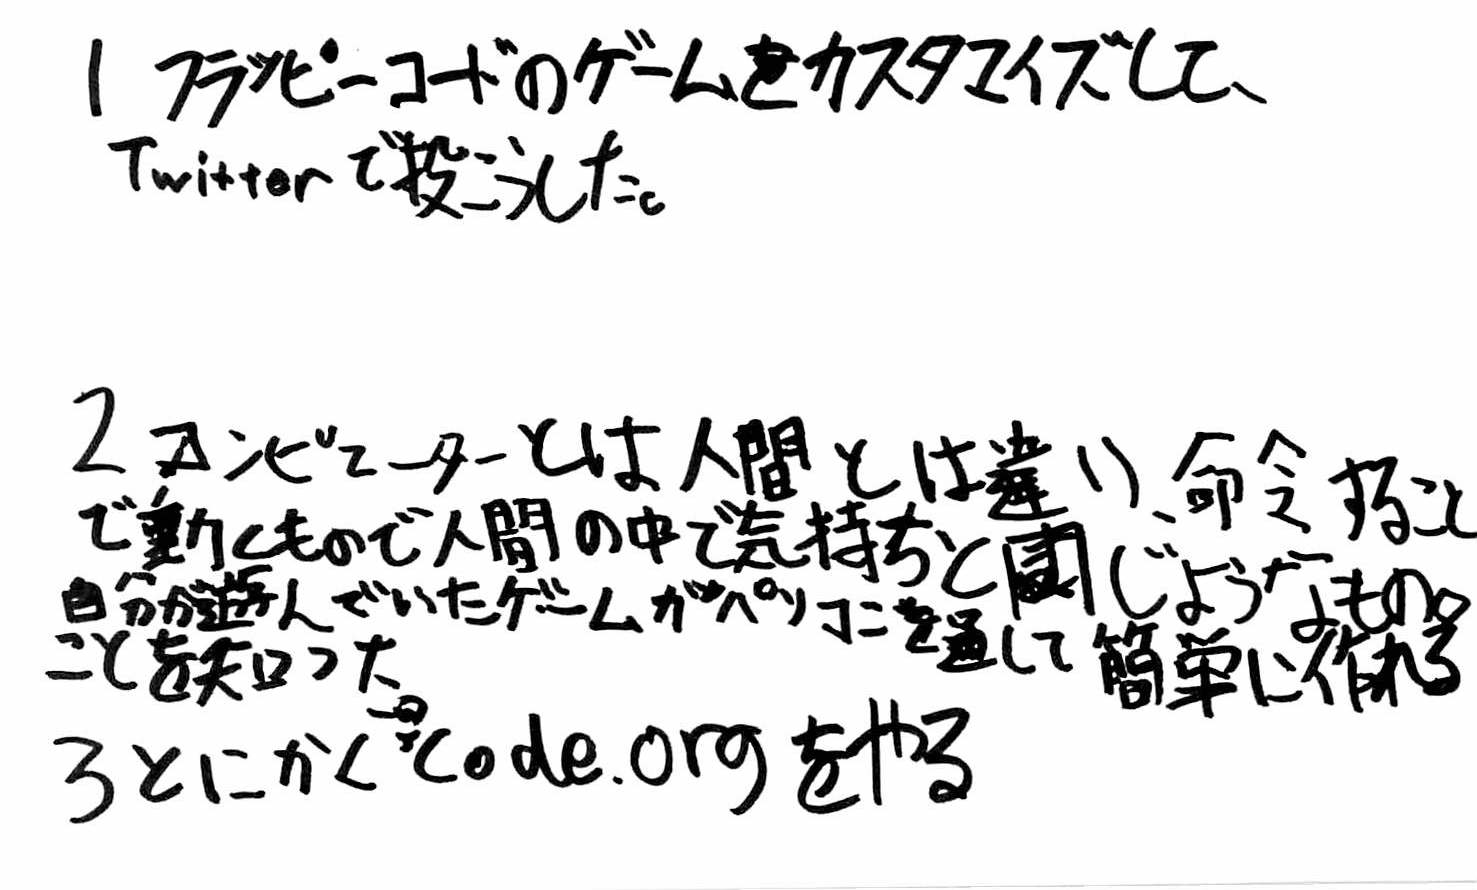 1 フラッピーコードのゲームをカスタマイズして、
Twitterで投こうした。
2 コンピューターとは人間とは違い、命令すること
で動くもので人間の中で気持ちと同じようなもの。
自分が遊んでいたゲームがパソコンを通して簡単に作れる
ことを知った。
3 とにかく一回Code.orgをやる